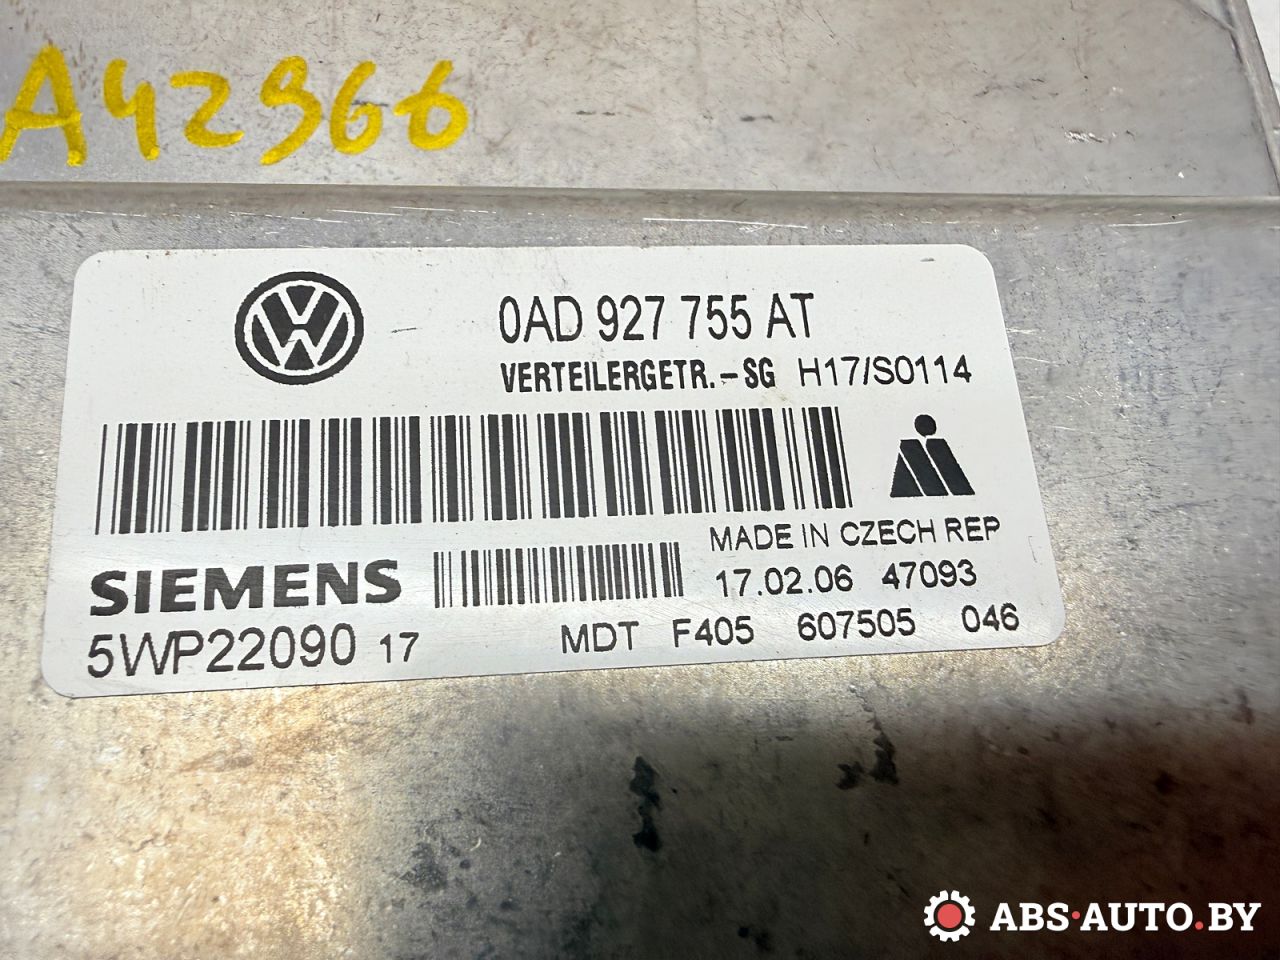 A42966
0AD 927 755 AT
VERTEILERGETR.-SG H17/S0114
MADE IN CZECH REP
SIEMENS
17.02.06 47093
5WP22090 17
MDT F405 607505 046
ABS·AUTO.BY